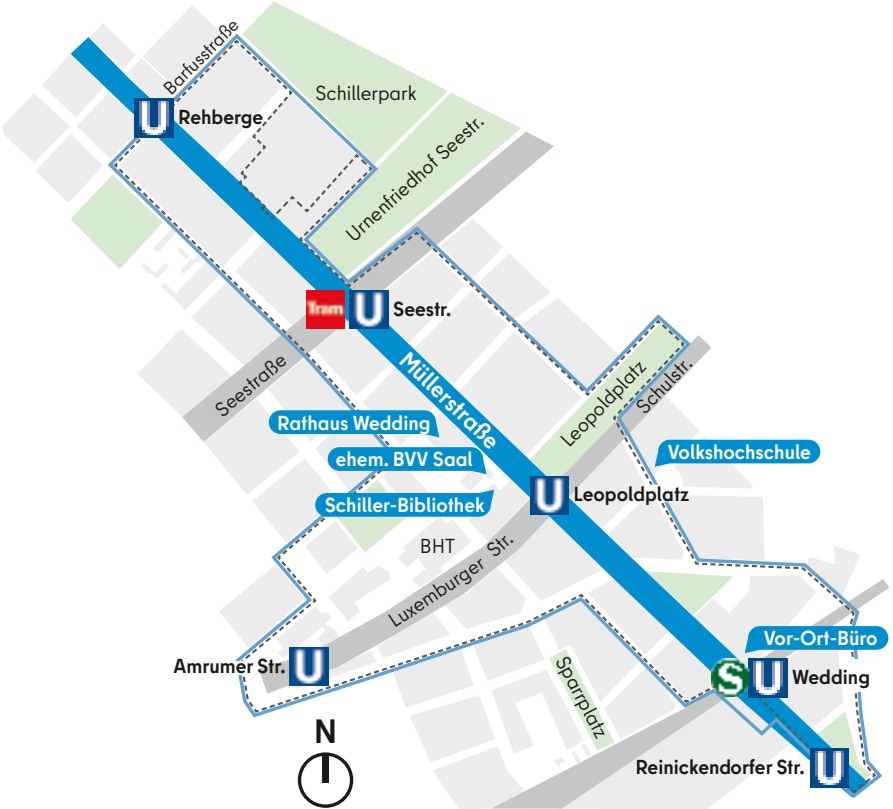 Barfusstraße
Schillerpark
U Rehberge
Urnenfriedhof Seestr.
Tram U Seestr.
Seestraße
Müllerstraße
Leopoldplatz
Schulstr.
Rathaus Wedding
ehem. BVV Saal
Volkshochschule
Schiller-Bibliothek
U Leopoldplatz
BHT
Luxemburger Str.
Vor-Ort-Büro
Amrumer Str. U
S U Wedding
Sparrplatz
N
Reinickendorfer Str. U